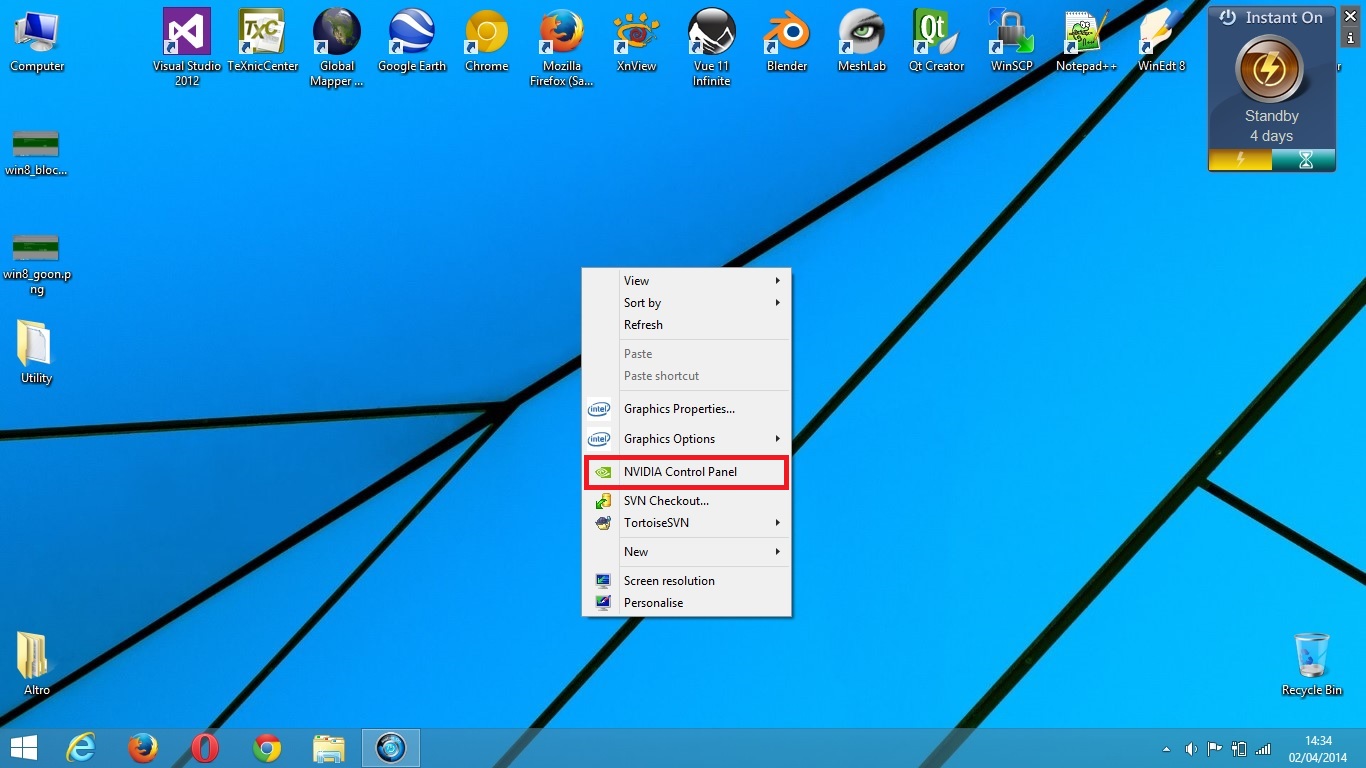 Computer
Visual Studio
2012
TeXnicCenter
Global
Mapper ...
Google Earth
Chrome
Mozilla
Firefox (Sa...
XnView
Vue 11
Infinite
Blender
MeshLab
Qt Creator
WinSCP
Notepad++
WinEdt 8
Instant On
Standby
4 days
win8_bloc...
win8_goon.p
ng
Utility
Altro
View
Sort by
Refresh
Paste
Paste shortcut
intel
Graphics Properties...
intel
Graphics Options
NVIDIA Control Panel
SVN Checkout...
TortoiseSVN
New
Screen resolution
Personalise
Recycle Bin
14:34
02/04/2014